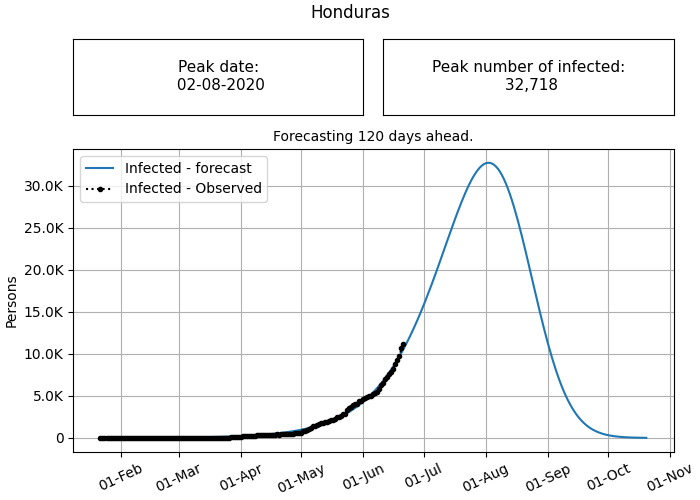 Honduras
Peak date:
02-08-2020
Peak number of infected:
32,718
Forecasting 120 days ahead.
Infected - forecast
Infected - Observed
30.0K
25.0K
20.0K
15.0K
10.0K
5.0K
0
Persons
01-Feb
01-Mar
01-Apr
01-May
01-Jun
01-Jul
01-Aug
01-Sep
01-Oct
01-Nov